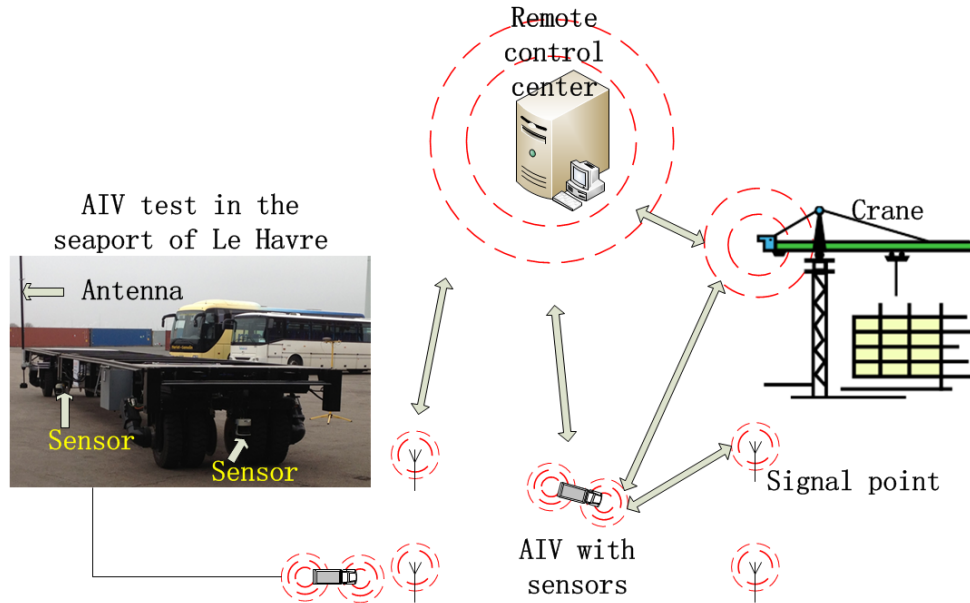 Remote
control
center
AIV test in the
seaport of Le Havre
Crane
Antenna
Sensor
Sensor
Signal point
AIV with
sensors